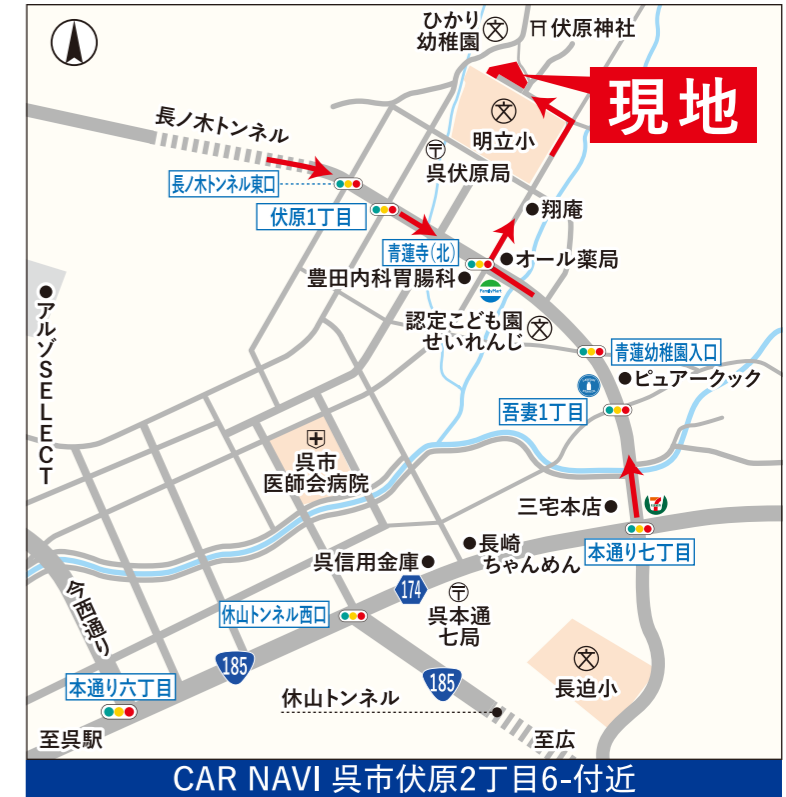 ひかり
幼稚園
文
伏原神社
現地
長ノ木トンネル
文
明立小
〒
呉伏原局
長ノ木トンネル東口
伏原1丁目
翔庵
青蓮寺(北)
オール薬局
豊田内科胃腸科
FamilyMart
認定こども園
せいれんじ
文
青蓮幼稚園入口
ピュアークック
吾妻1丁目
アルゾSELECT
呉市
医師会病院
三宅本店
7
本通り七丁目
長崎
ちゃんめん
呉信用金庫
174
〒
呉本通
七局
今西通り
休山トンネル西口
185
185
文
長迫小
本通り六丁目
休山トンネル
至呉駅
至広
CAR NAVI 呉市伏原2丁目6-付近